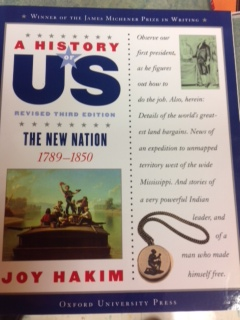 ★ WINNER OF THE JAMES MICHENER PRIZE IN WRITING ★
A HISTORY
OF
US
REVISED THIRD EDITION
THE NEW NATION
1789–1850
Observe our
first president,
as he figures
out how to
do the job. Also, herein:
Details of the world's great-
est land bargains. News of
an expedition to unmapped
territory west of the wide
Mississippi. And stories of
a very powerful Indian
leader, and
of a
man who made
himself free.
JOY HAKIM
OXFORD UNIVERSITY PRESS